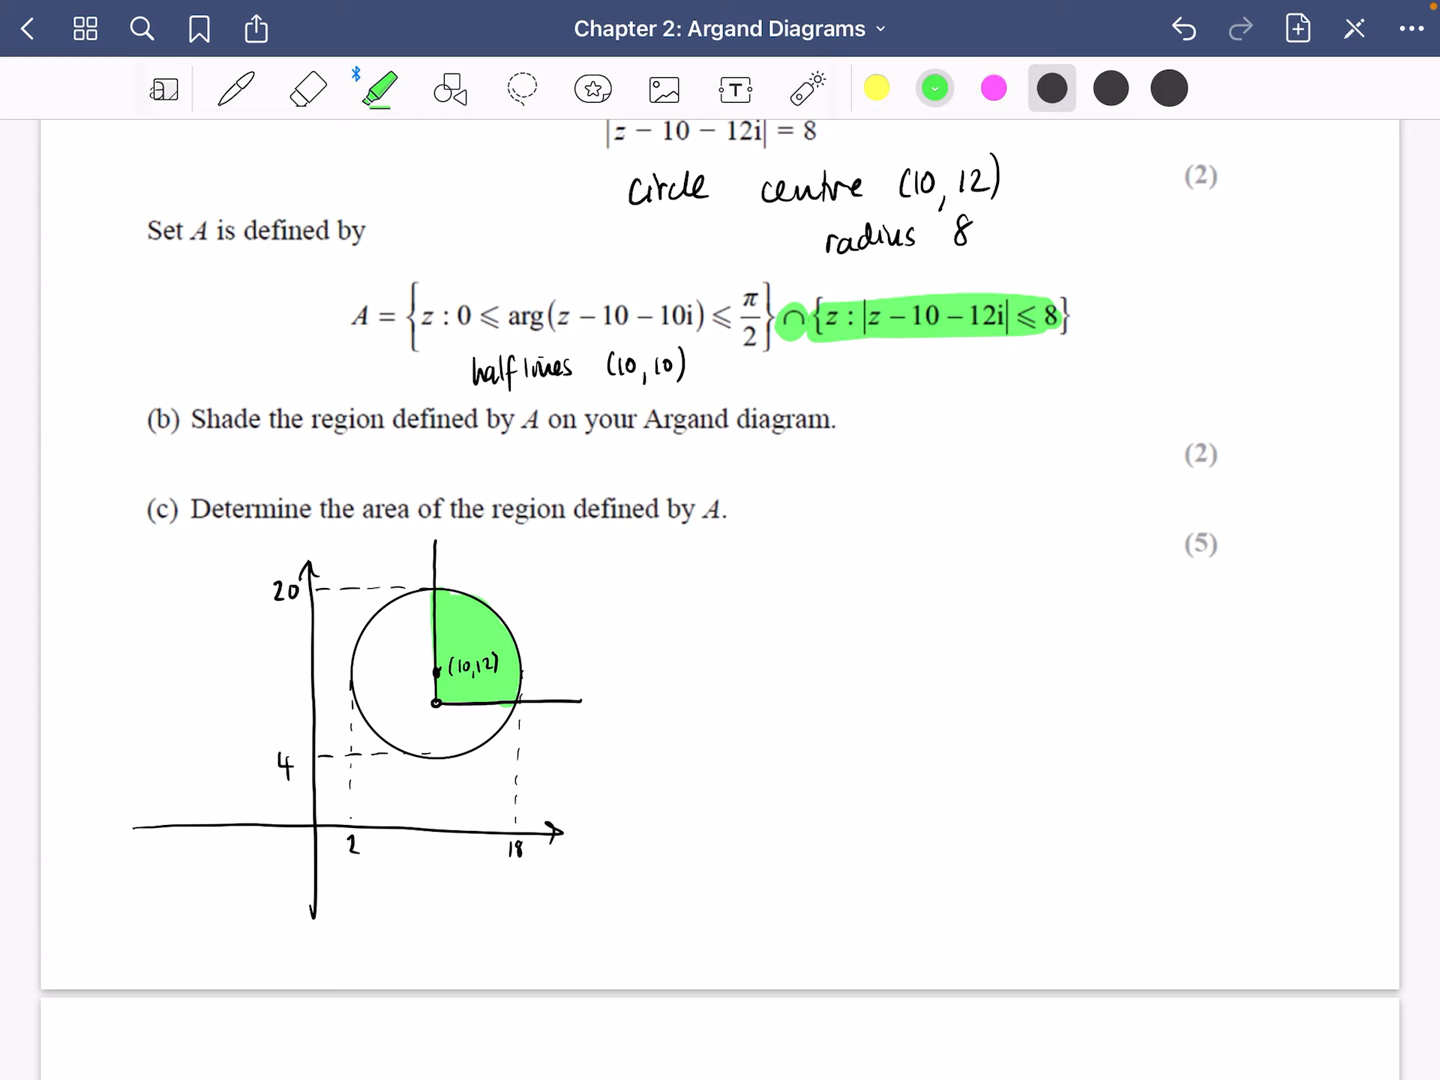 Chapter 2: Argand Diagrams
|z − 10 − 12i| = 8
(2)
circle centre (10, 12)
radius 8
Set A is defined by
A = {z : 0 ⩽ arg(z − 10 − 10i) ⩽ π/2} ∩ {z : |z − 10 − 12i| ⩽ 8}
half lines (10, 10)
(b) Shade the region defined by A on your Argand diagram.
(2)
(c) Determine the area of the region defined by A.
(5)
20
(10,12)
4
2
18